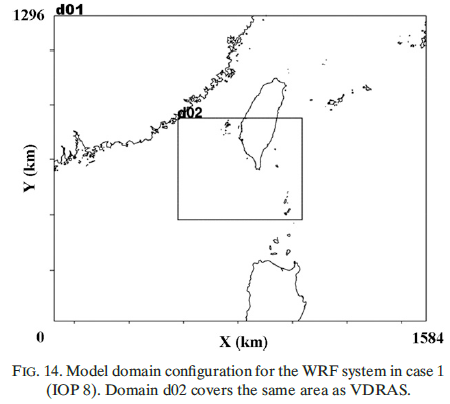 d01
1296
d02
Y (km)
0
X (km)
1584
FIG. 14. Model domain configuration for the WRF system in case 1
(IOP 8). Domain d02 covers the same area as VDRAS.